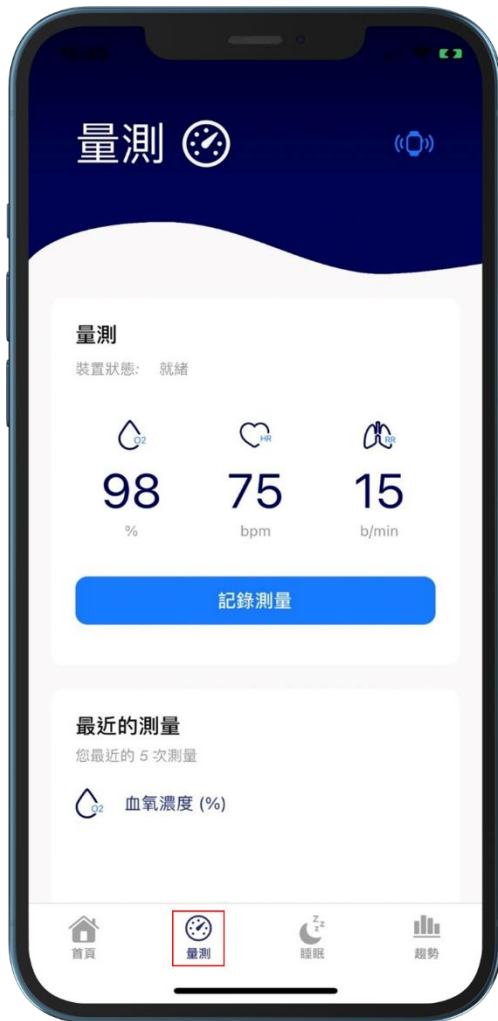 量測
量測
裝置狀態: 就緒
O2 HR RR
98 75 15
% bpm b/min
記錄測量
最近的測量
您最近的 5 次測量
O2 血氧濃度 (%)
首頁 量測 睡眠 趨勢